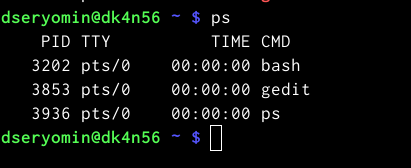 dseryomin@dk4n56 ~ $ ps
    PID TTY          TIME CMD
   3202 pts/0    00:00:00 bash
   3853 pts/0    00:00:00 gedit
   3936 pts/0    00:00:00 ps
dseryomin@dk4n56 ~ $